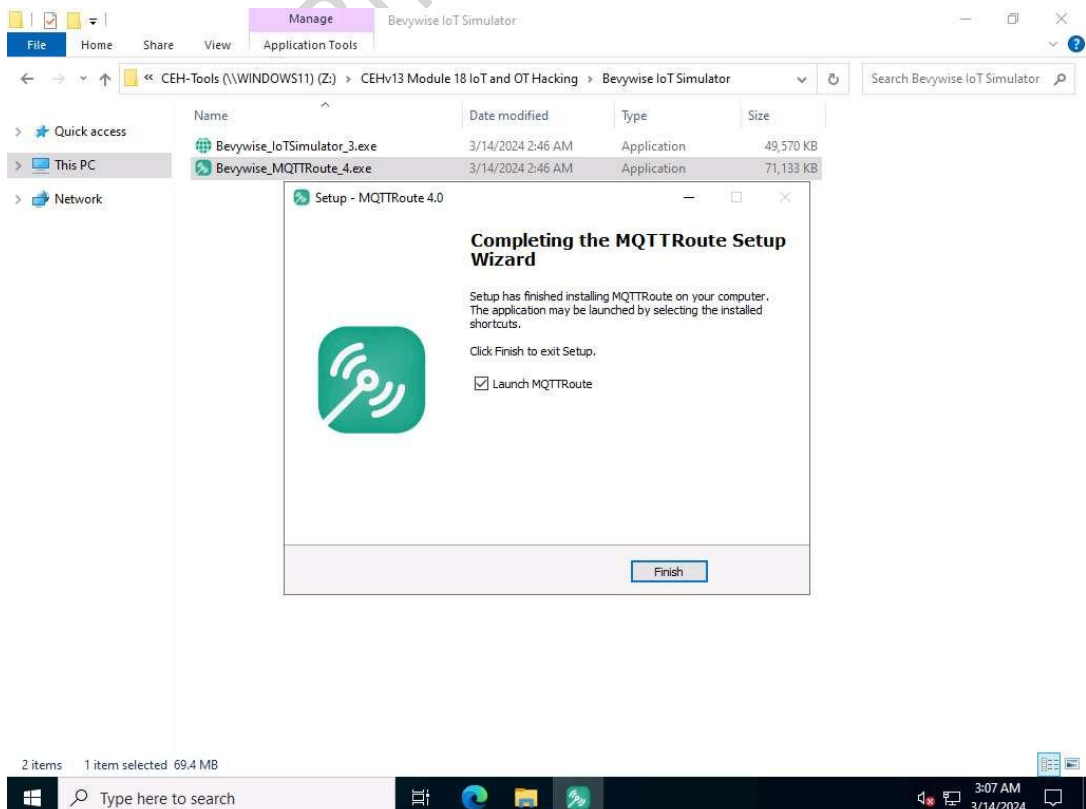 Manage Bevywise IoT Simulator
File Home Share View Application Tools
« CEH-Tools (\\WINDOWS11) (Z:) › CEHv13 Module 18 IoT and OT Hacking › Bevywise IoT Simulator
Search Bevywise IoT Simulator
Quick access
This PC
Network
Name Date modified Type Size
Bevywise_IoTSimulator_3.exe 3/14/2024 2:46 AM Application 49,570 KB
Bevywise_MQTTRoute_4.exe 3/14/2024 2:46 AM Application 71,133 KB
Setup - MQTTRoute 4.0
Completing the MQTTRoute Setup
Wizard
Setup has finished installing MQTTRoute on your computer.
The application may be launched by selecting the installed
shortcuts.
Click Finish to exit Setup.
Launch MQTTRoute
Finish
2 items 1 item selected 69.4 MB
Type here to search
3:07 AM
3/14/2024